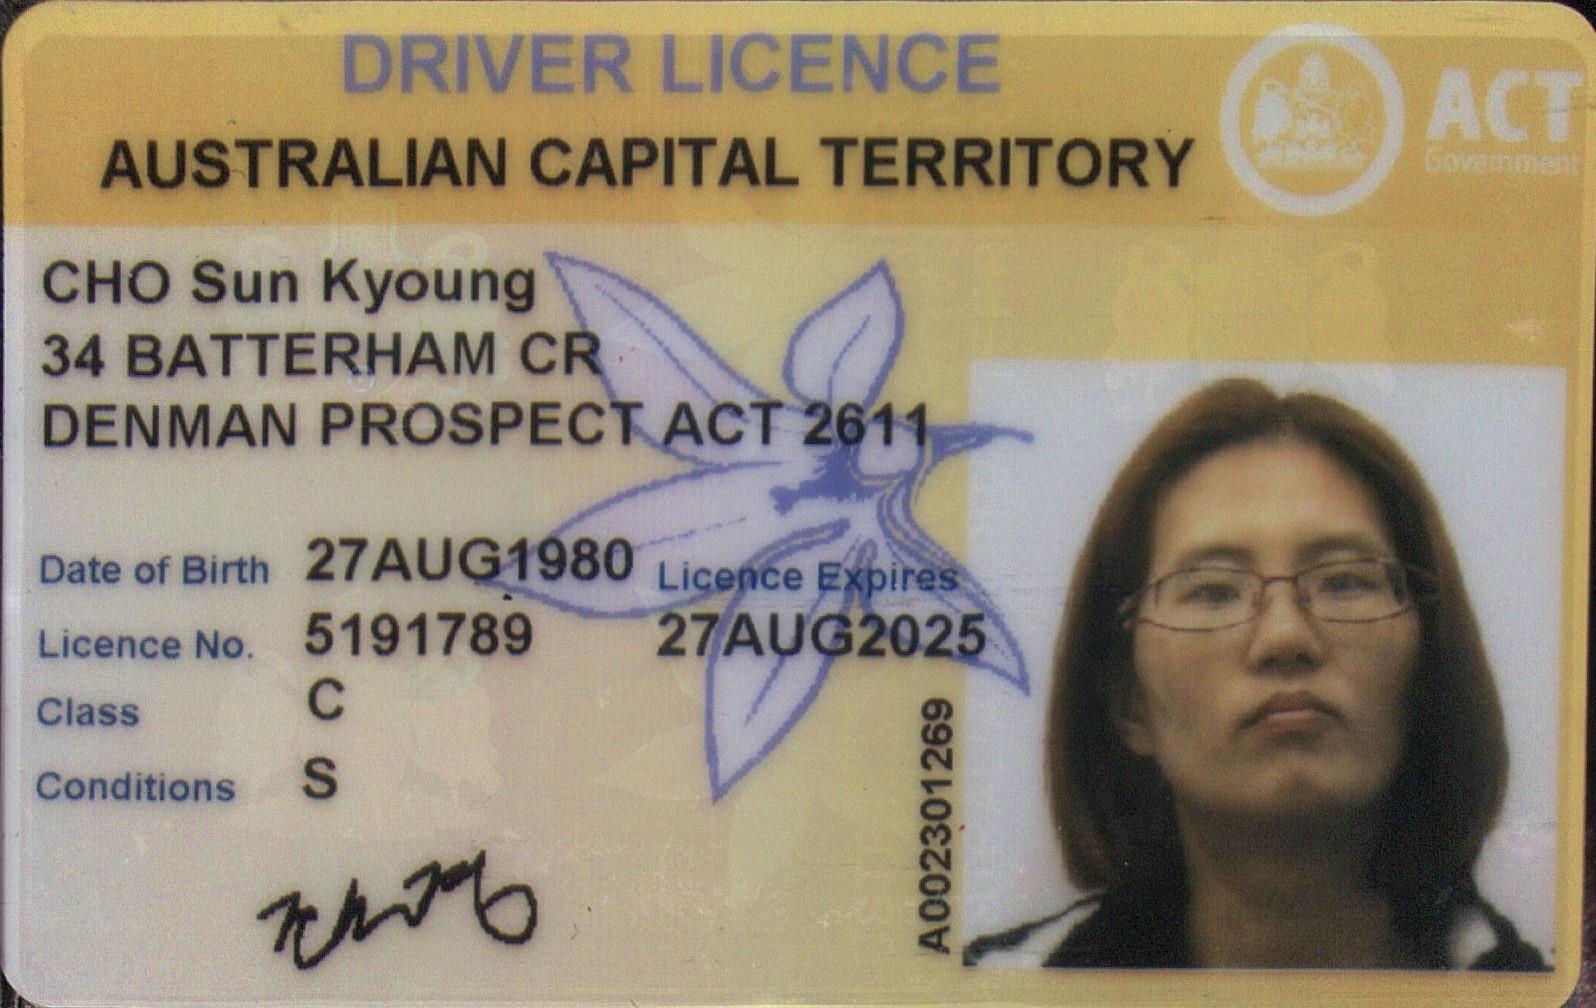 DRIVER LICENCE
AUSTRALIAN CAPITAL TERRITORY
ACT
Government
CHO Sun Kyoung
34 BATTERHAM CR
DENMAN PROSPECT ACT 2611
Date of Birth 27AUG1980 Licence Expires
Licence No. 5191789 27AUG2025
Class C
Conditions S
A002301269